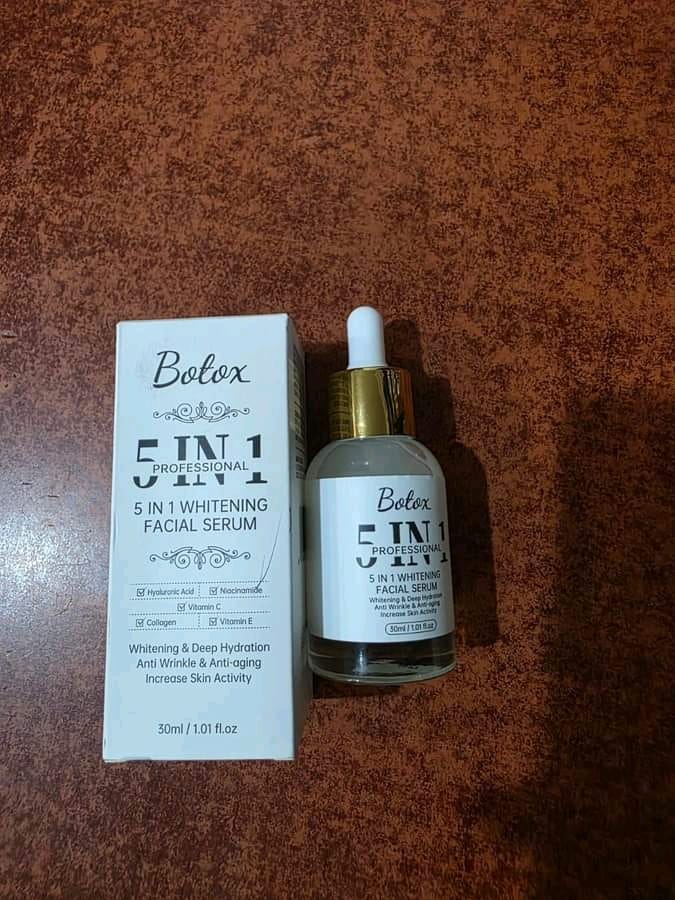 Botox
5 IN 1
PROFESSIONAL
5 IN 1 WHITENING
FACIAL SERUM
☑ Hyaluronic Acid ☑ Niacinamide
☑ Vitamin C
☑ Collagen ☑ Vitamin E
Whitening & Deep Hydration
Anti Wrinkle & Anti-aging
Increase Skin Activity
30ml / 1.01 fl.oz
Botox
5 IN 1
PROFESSIONAL
5 IN 1 WHITENING
FACIAL SERUM
Whitening & Deep Hydration
Anti Wrinkle & Anti-aging
Increase Skin Activity
30ml / 1.01 fl.oz